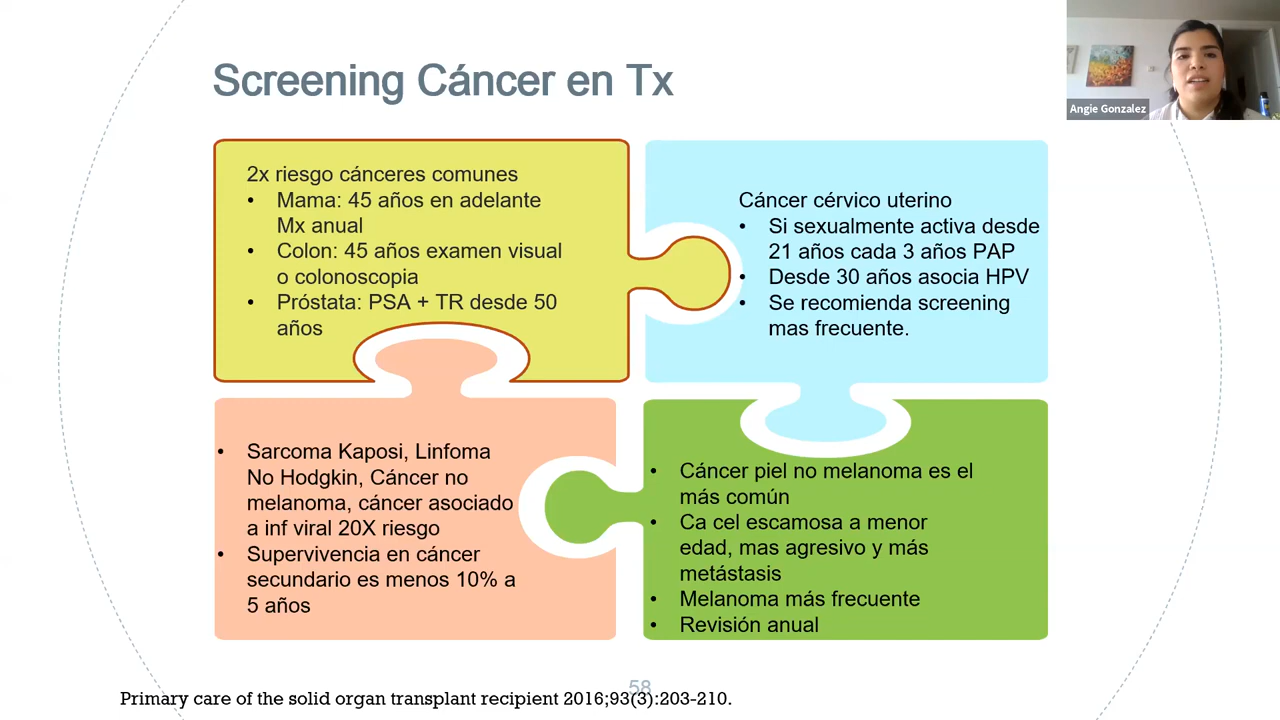 Screening Cáncer en Tx
Angie Gonzalez
2x riesgo cánceres comunes
• Mama: 45 años en adelante
Mx anual
• Colon: 45 años examen visual
o colonoscopia
• Próstata: PSA + TR desde 50
años
Cáncer cérvico uterino
• Si sexualmente activa desde
21 años cada 3 años PAP
• Desde 30 años asocia HPV
• Se recomienda screening
mas frecuente.
• Sarcoma Kaposi, Linfoma
No Hodgkin, Cáncer no
melanoma, cáncer asociado
a inf viral 20X riesgo
• Supervivencia en cáncer
secundario es menos 10% a
5 años
• Cáncer piel no melanoma es el
más común
• Ca cel escamosa a menor
edad, mas agresivo y más
metástasis
• Melanoma más frecuente
• Revisión anual
58
Primary care of the solid organ transplant recipient 2016;93(3):203-210.